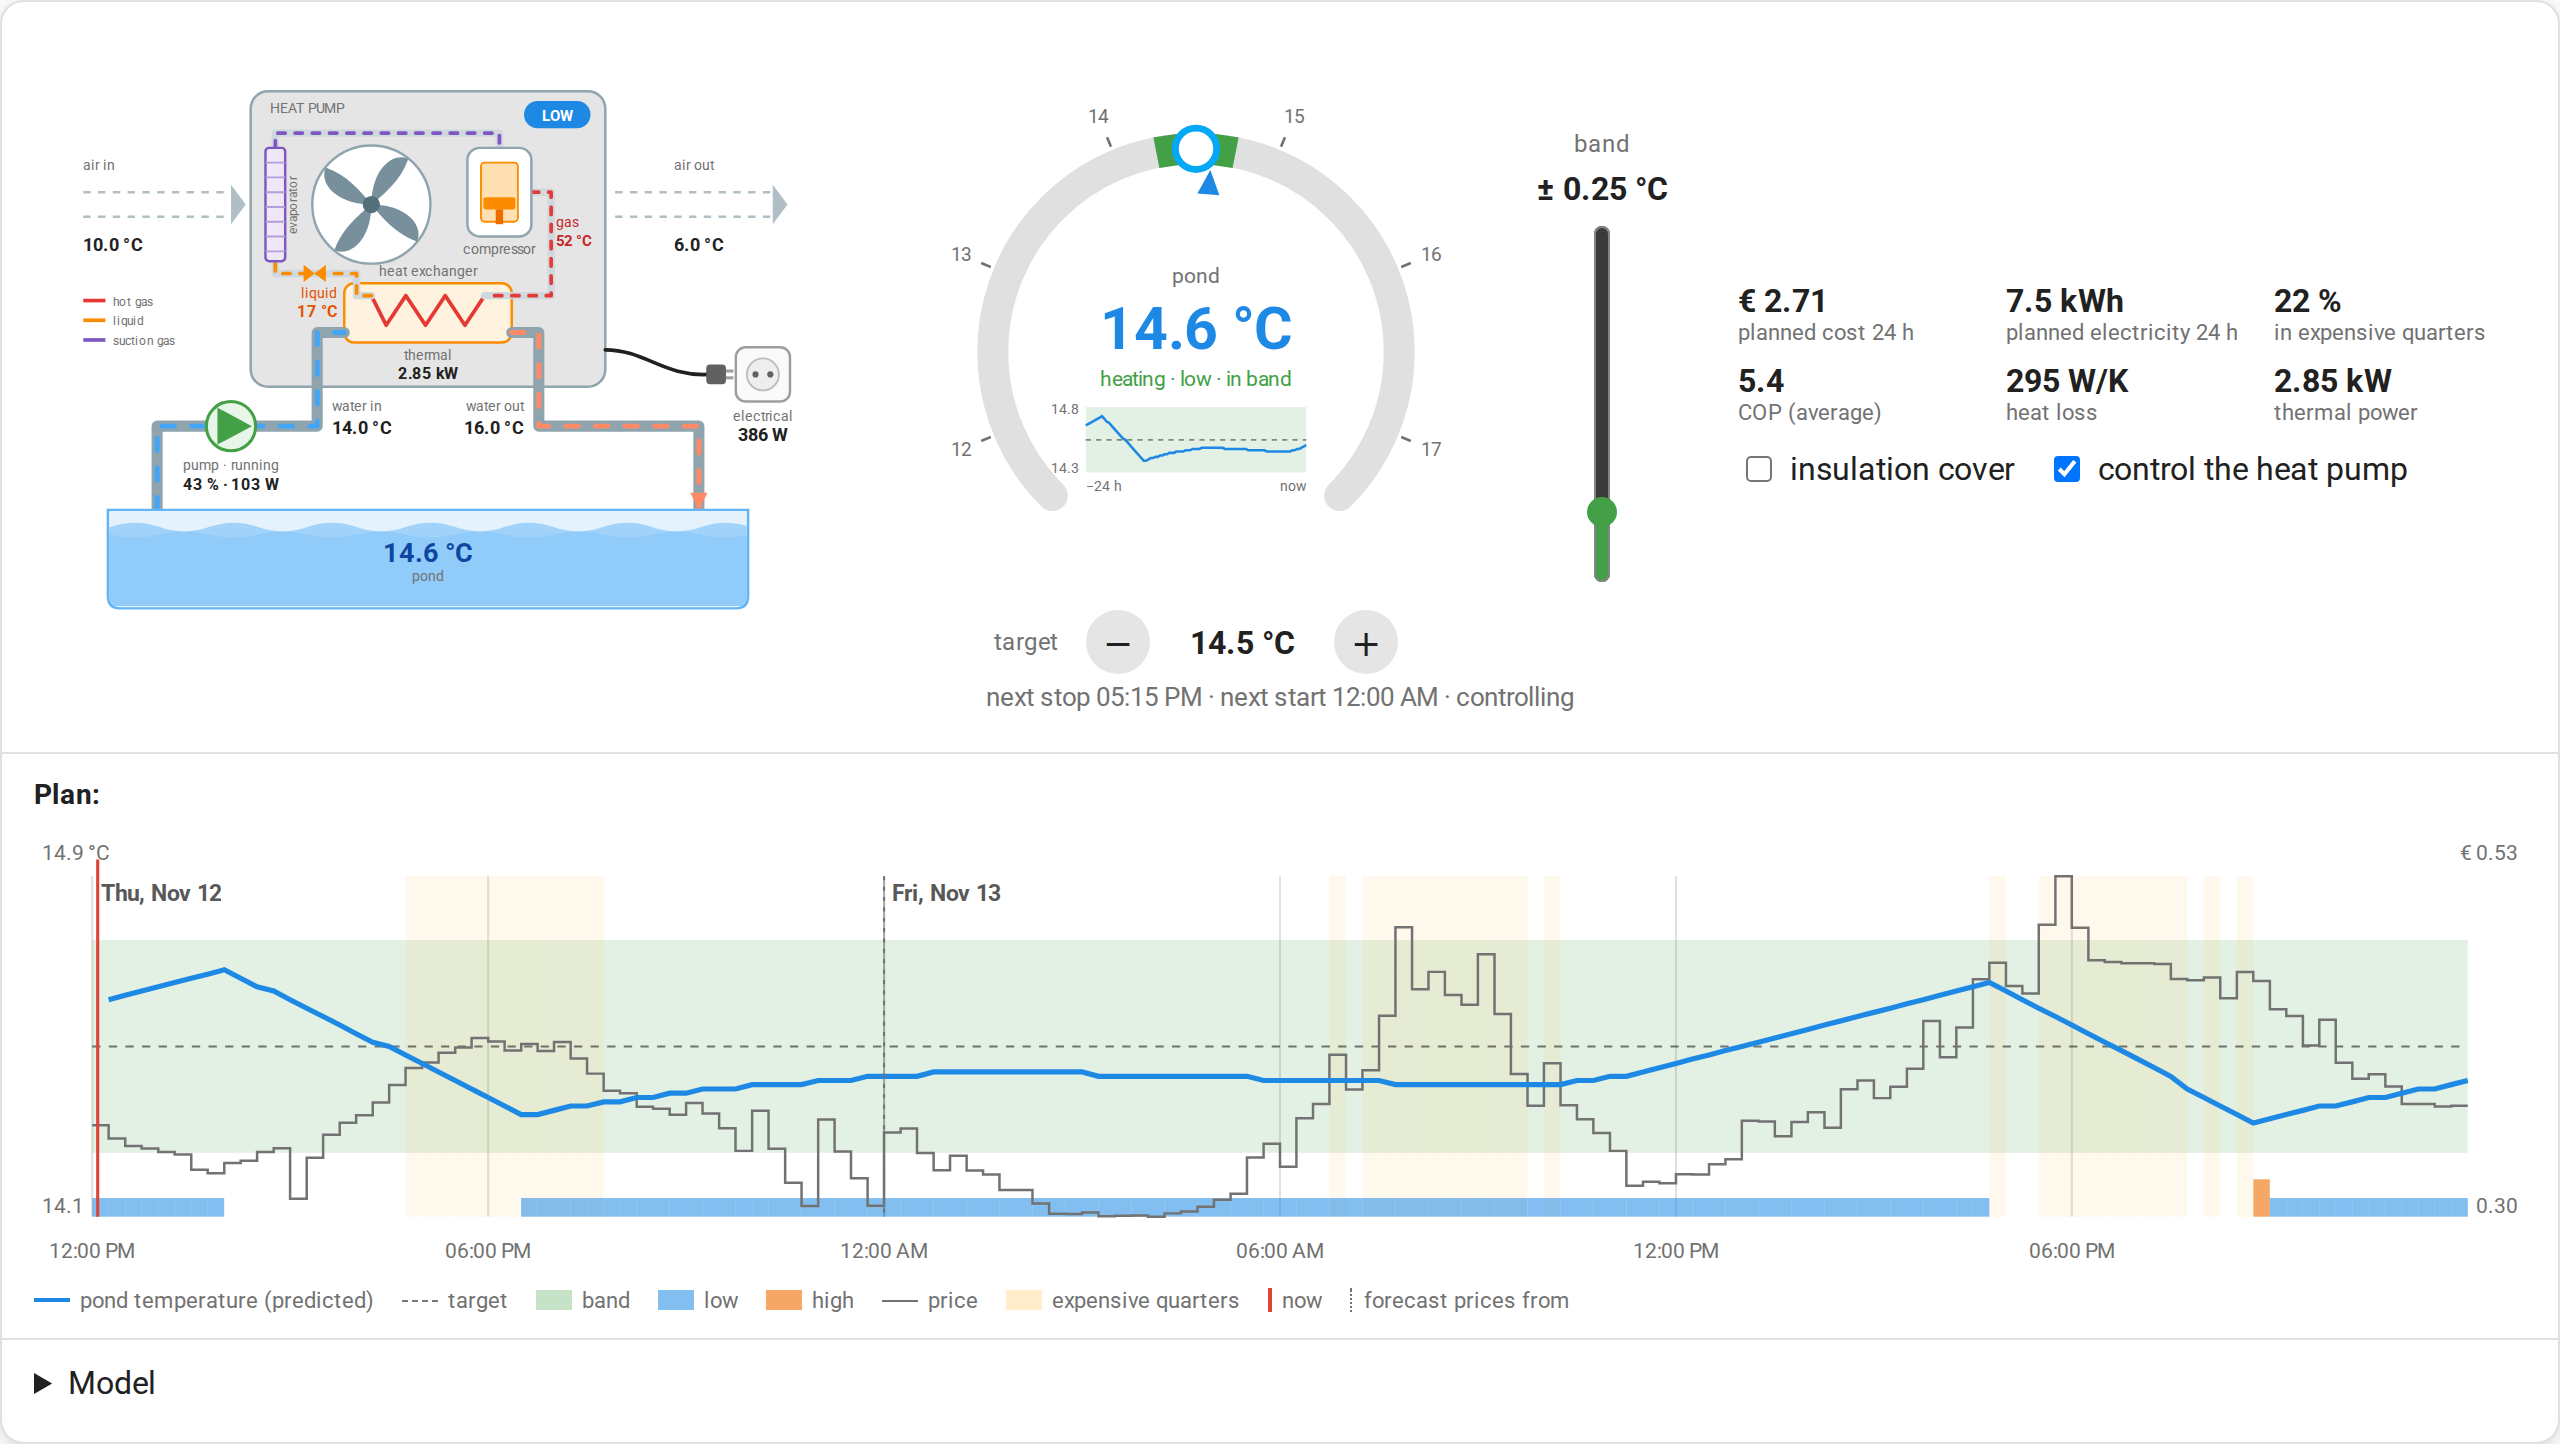 HEAT PUMP
LOW
air in
10.0 °C
evaporator
compressor
gas
52 °C
air out
6.0 °C
heat exchanger
liquid
17 °C
hot gas
liquid
suction gas
thermal
2.85 kW
water in
14.0 °C
water out
16.0 °C
electrical
386 W
pump · running
43 % · 103 W
14.6 °C
pond
12
13
14
15
16
17
pond
14.6 °C
heating · low · in band
14.8
14.3
−24 h
now
target
−
14.5 °C
+
next stop 05:15 PM · next start 12:00 AM · controlling
band
± 0.25 °C
€ 2.71
planned cost 24 h
7.5 kWh
planned electricity 24 h
22 %
in expensive quarters
5.4
COP (average)
295 W/K
heat loss
2.85 kW
thermal power
insulation cover
control the heat pump
Plan:
14.9 °C
€ 0.53
Thu, Nov 12
Fri, Nov 13
14.1
0.30
12:00 PM
06:00 PM
12:00 AM
06:00 AM
12:00 PM
06:00 PM
pond temperature (predicted)
target
band
low
high
price
expensive quarters
now
forecast prices from
Model